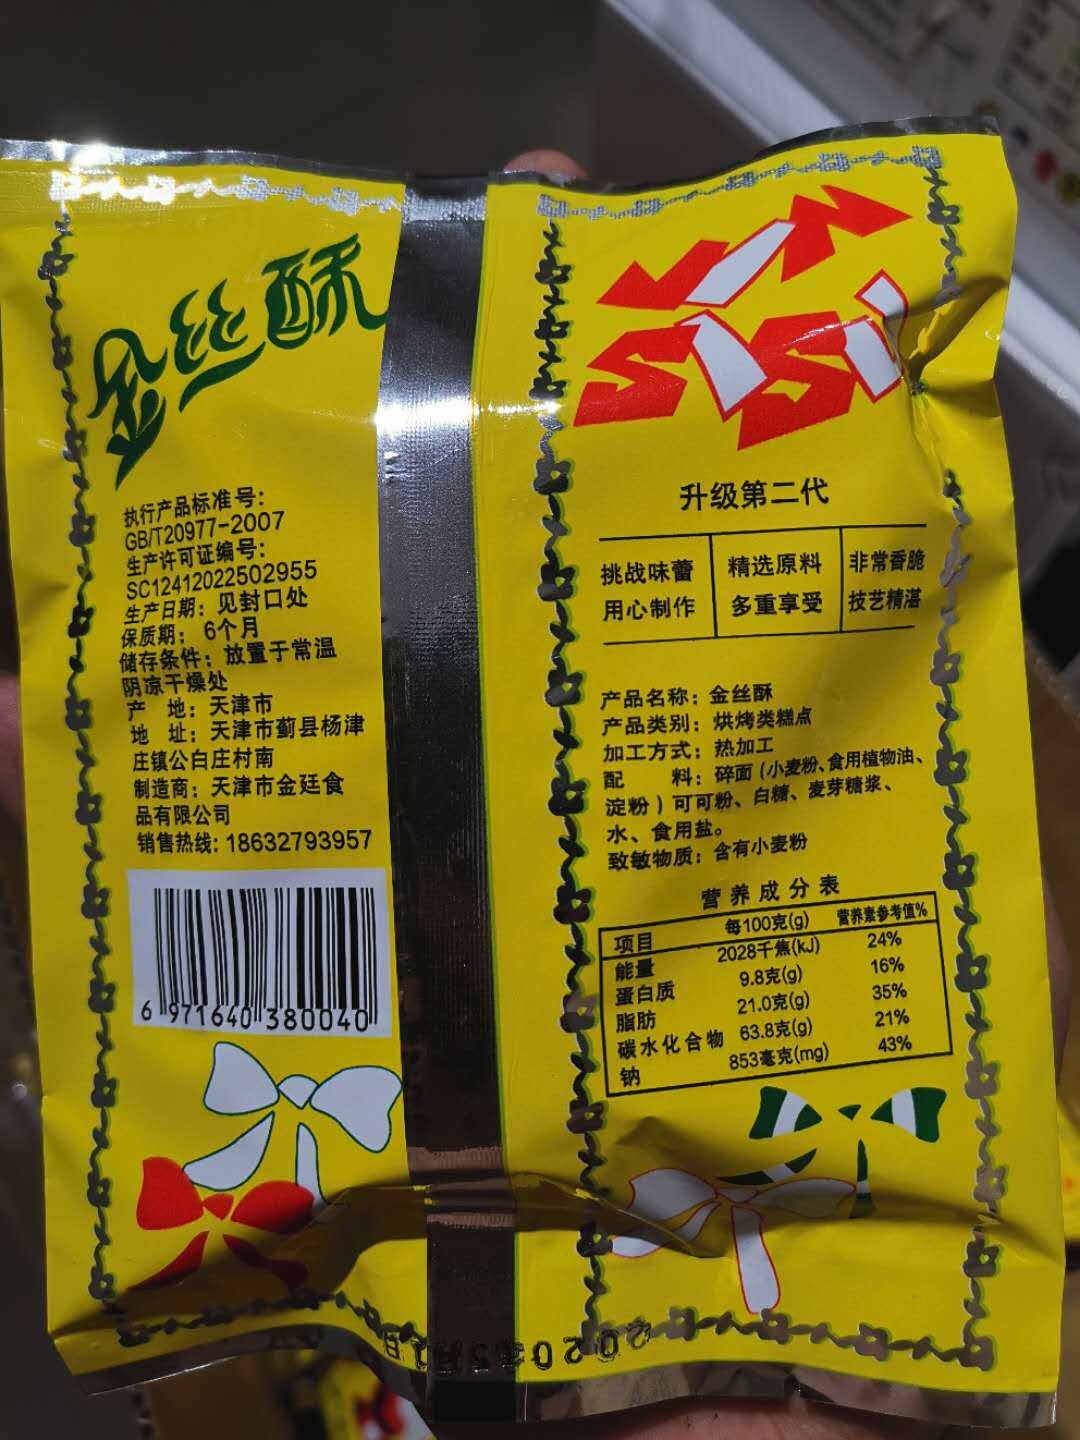 金丝酥
执行产品标准号：
GB/T20977-2007
生产许可证编号：
SC12412022502955
生产日期：见封口处
保质期：6个月
储存条件：放置于常温
阴凉干燥处
产 地：天津市
地 址：天津市蓟县杨津
庄镇公白庄村南
制造商：天津市金廷食
品有限公司
销售热线：18632793957
6 971640 380040
升级第二代
挑战味蕾 精选原料 非常香脆
用心制作 多重享受 技艺精湛
产品名称：金丝酥
产品类别：烘烤类糕点
加工方式：热加工
配 料：碎面（小麦粉、食用植物油、
淀粉）可可粉、白糖、麦芽糖浆、
水、食用盐。
致敏物质：含有小麦粉
营养成分表
项目 每100克(g) 营养素参考值%
能量 2028千焦(kJ) 24%
蛋白质 9.8克(g) 16%
脂肪 21.0克(g) 35%
碳水化合物 63.8克(g) 21%
钠 853毫克(mg) 43%